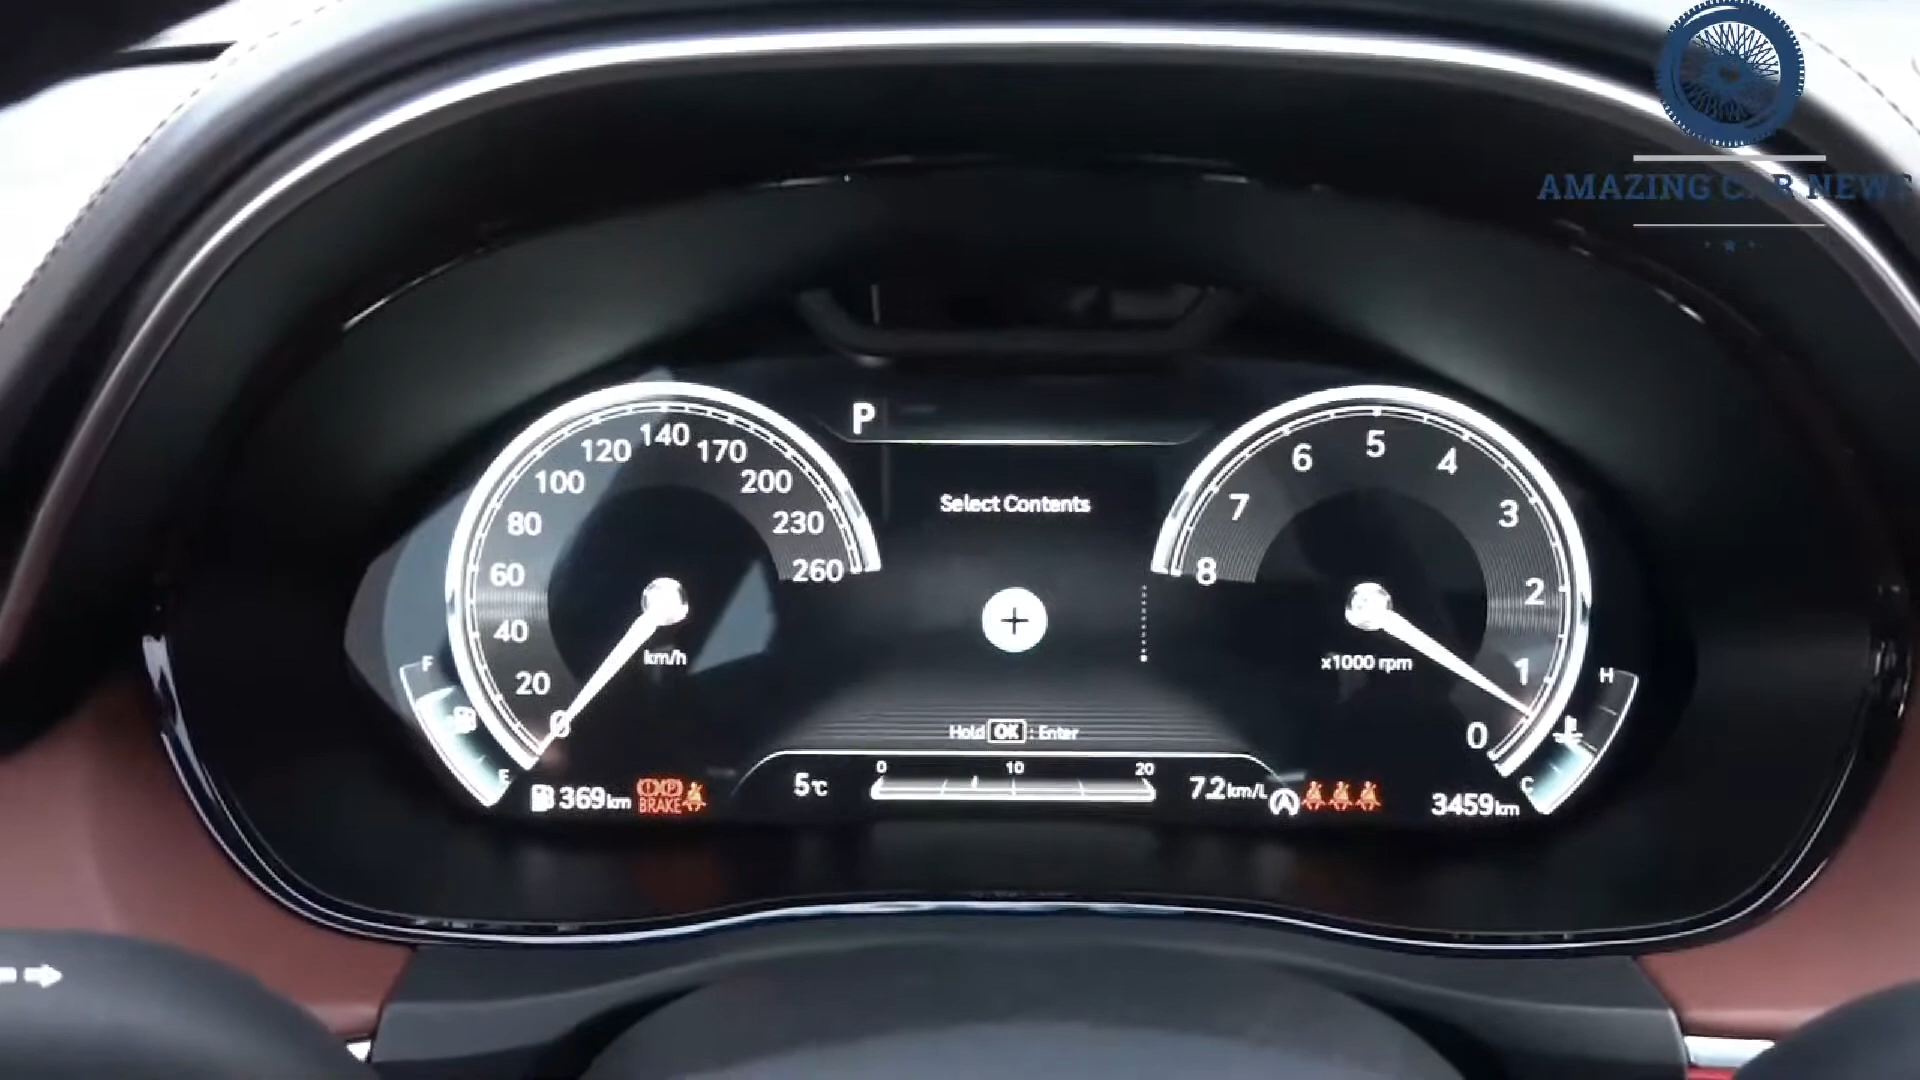 AMAZING CAR NEWS
P
Select Contents
140
120
170
100
200
80
230
60
260
40
20
0
km/h
F
E
5
6
4
7
3
8
2
1
0
x1000 rpm
H
C
Hold OK : Enter
0 10 20
369km
BRAKE
5℃
7.2km/L
A
3459km